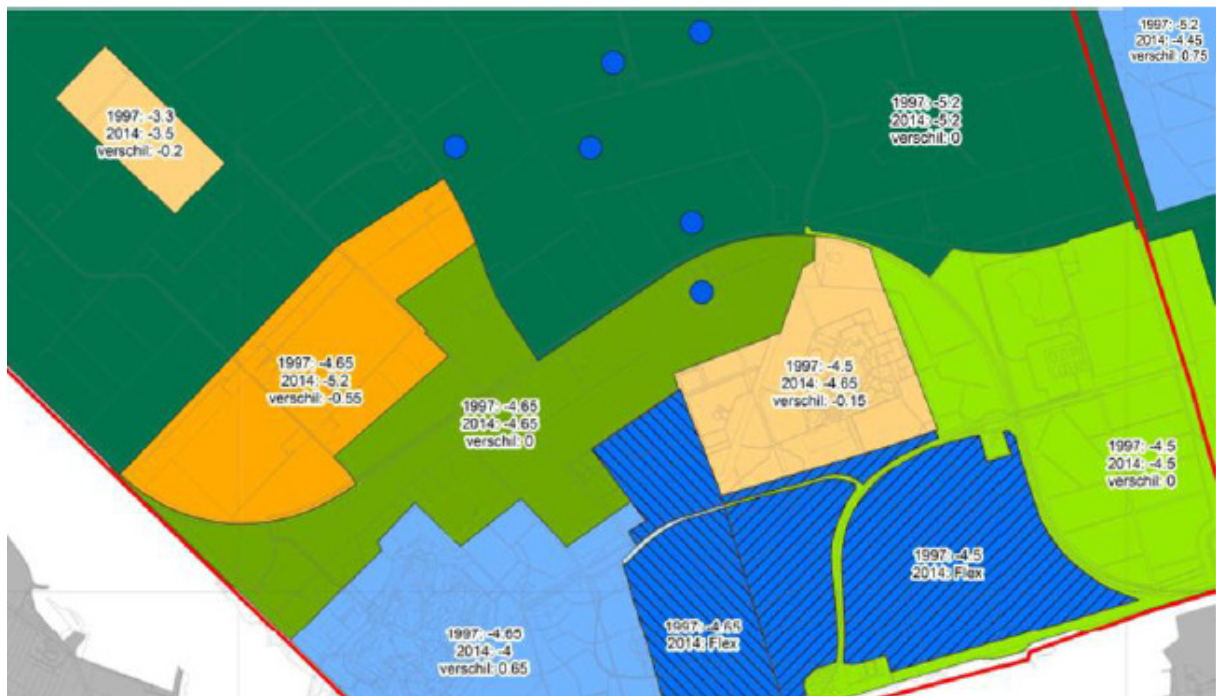 1997: -5.2
2014: -4.45
verschil: 0.75
1997: -3.3
2014: -3.5
verschil: -0.2
1997: -5.2
2014: -5.2
verschil: 0
1997: -4.65
2014: -5.2
verschil: -0.55
1997: -4.65
2014: -4.65
verschil: 0
1997: -4.5
2014: -4.65
verschil: -0.15
1997: -4.5
2014: -4.5
verschil: 0
1997: -4.5
2014: Flex
1997: -4.65
2014: -4
verschil: 0.65
1997: -4.65
2014: Flex